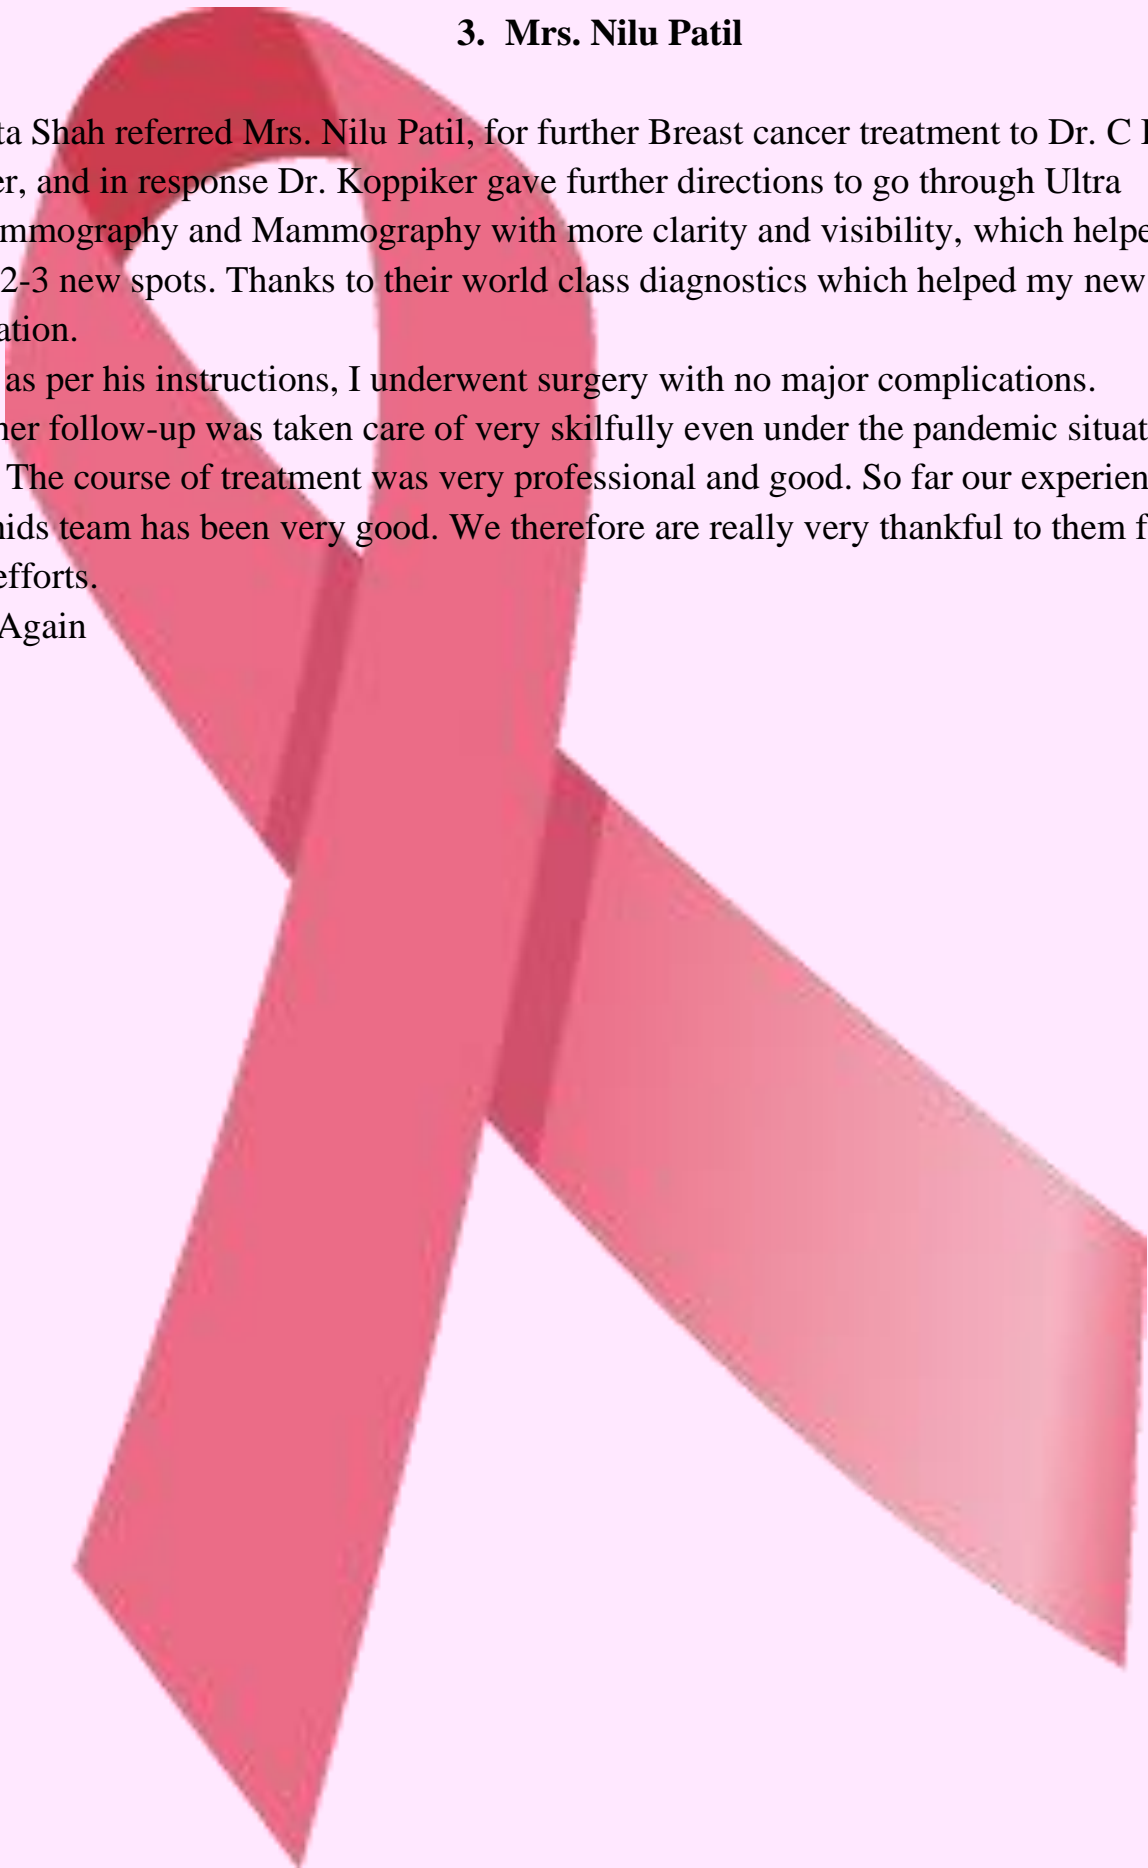 3. Mrs. Nilu Patil
ta Shah referred Mrs. Nilu Patil, for further Breast cancer treatment to Dr. C
er, and in response Dr. Koppiker gave further directions to go through Ultra
mmography and Mammography with more clarity and visibility, which helpe
2-3 new spots. Thanks to their world class diagnostics which helped my new
ation.
as per his instructions, I underwent surgery with no major complications.
her follow-up was taken care of very skilfully even under the pandemic situat
The course of treatment was very professional and good. So far our experien
nids team has been very good. We therefore are really very thankful to them f
efforts.
Again